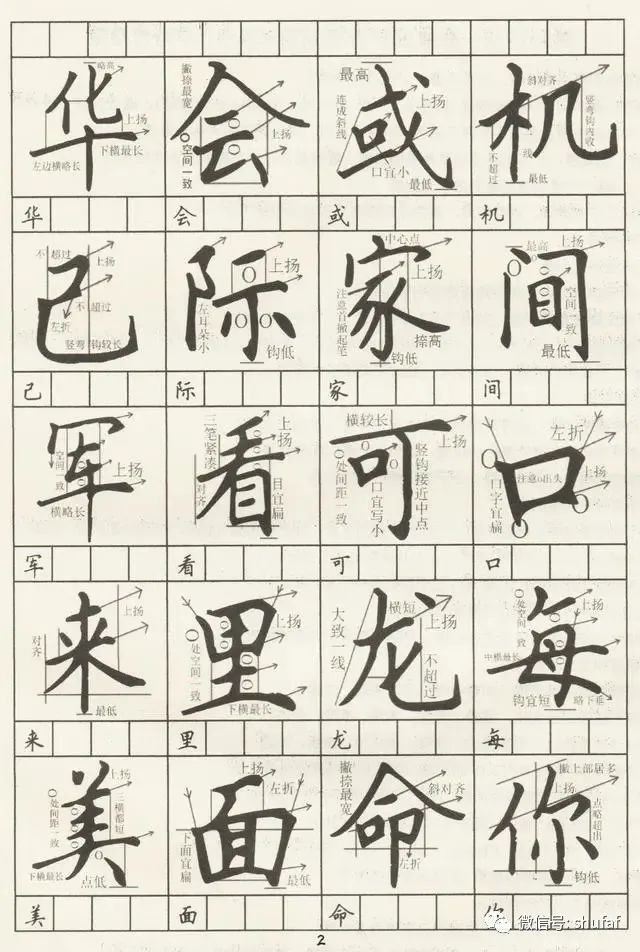 华 会 或 机
略高 上扬 下横最长 左边横略长
撇捺最宽 上扬 空间一致
最高 连成斜线 上扬 口宜小 最低
斜对齐 竖弯钩内收 不超过 一线 最低
华 会 或 机
己 际 家 间
不超过 上扬 不超过 左折 竖弯钩较长
上扬 左耳朵小 钩低
中心点 上扬 注意首撇起笔 捺高 钩低
最高 上扬 空间一致 最低
己 际 家 间
军 看 可 口
空间一致 上扬 横略长
三笔紧凑 上扬 对齐 目宜扁
横较长 O处间距一致 口宜写小 竖钩接近中点
左折 注意o出头 上扬 口字宜扁
军 看 可 口
来 里 龙 每
上扬 对齐 最低
上扬 O处空间一致 下横最长
大致一线 横短 上扬 不超过
O处空间一致 上扬 中横最长 钩宜短 略下垂
来 里 龙 每
美 面 命 你
上扬 O处间距一致 三横都短 下横最长 点低
上扬 左折 下面宜扁 最低
撇捺最宽 斜对齐 左折
撇上部居多 上扬 点略超出 钩低
美 面 命 你
微信号: shufaf
2